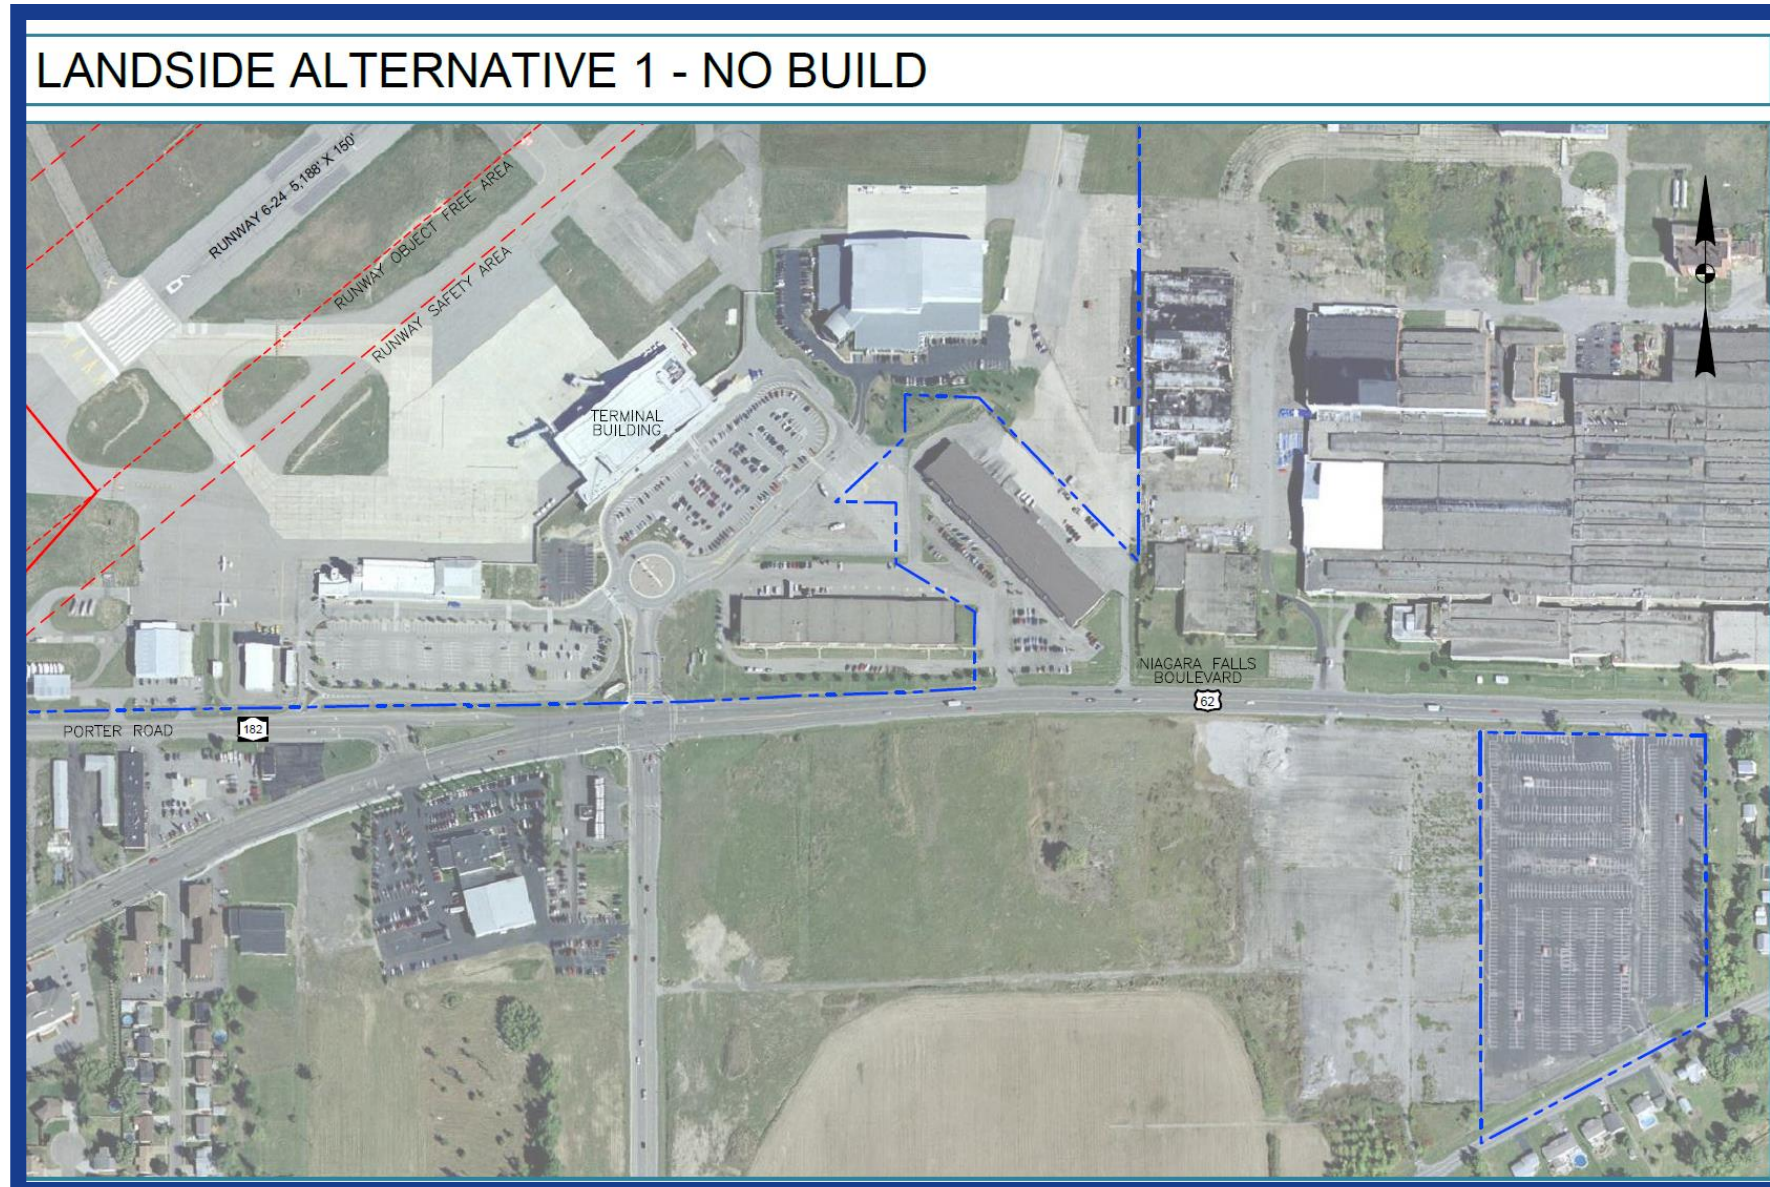 LANDSIDE ALTERNATIVE 1 - NO BUILD
RUNWAY 6-24 5,188' X 150'
RUNWAY OBJECT FREE AREA
RUNWAY SAFETY AREA
TERMINAL
BUILDING
NIAGARA FALLS
BOULEVARD
62
PORTER ROAD
182